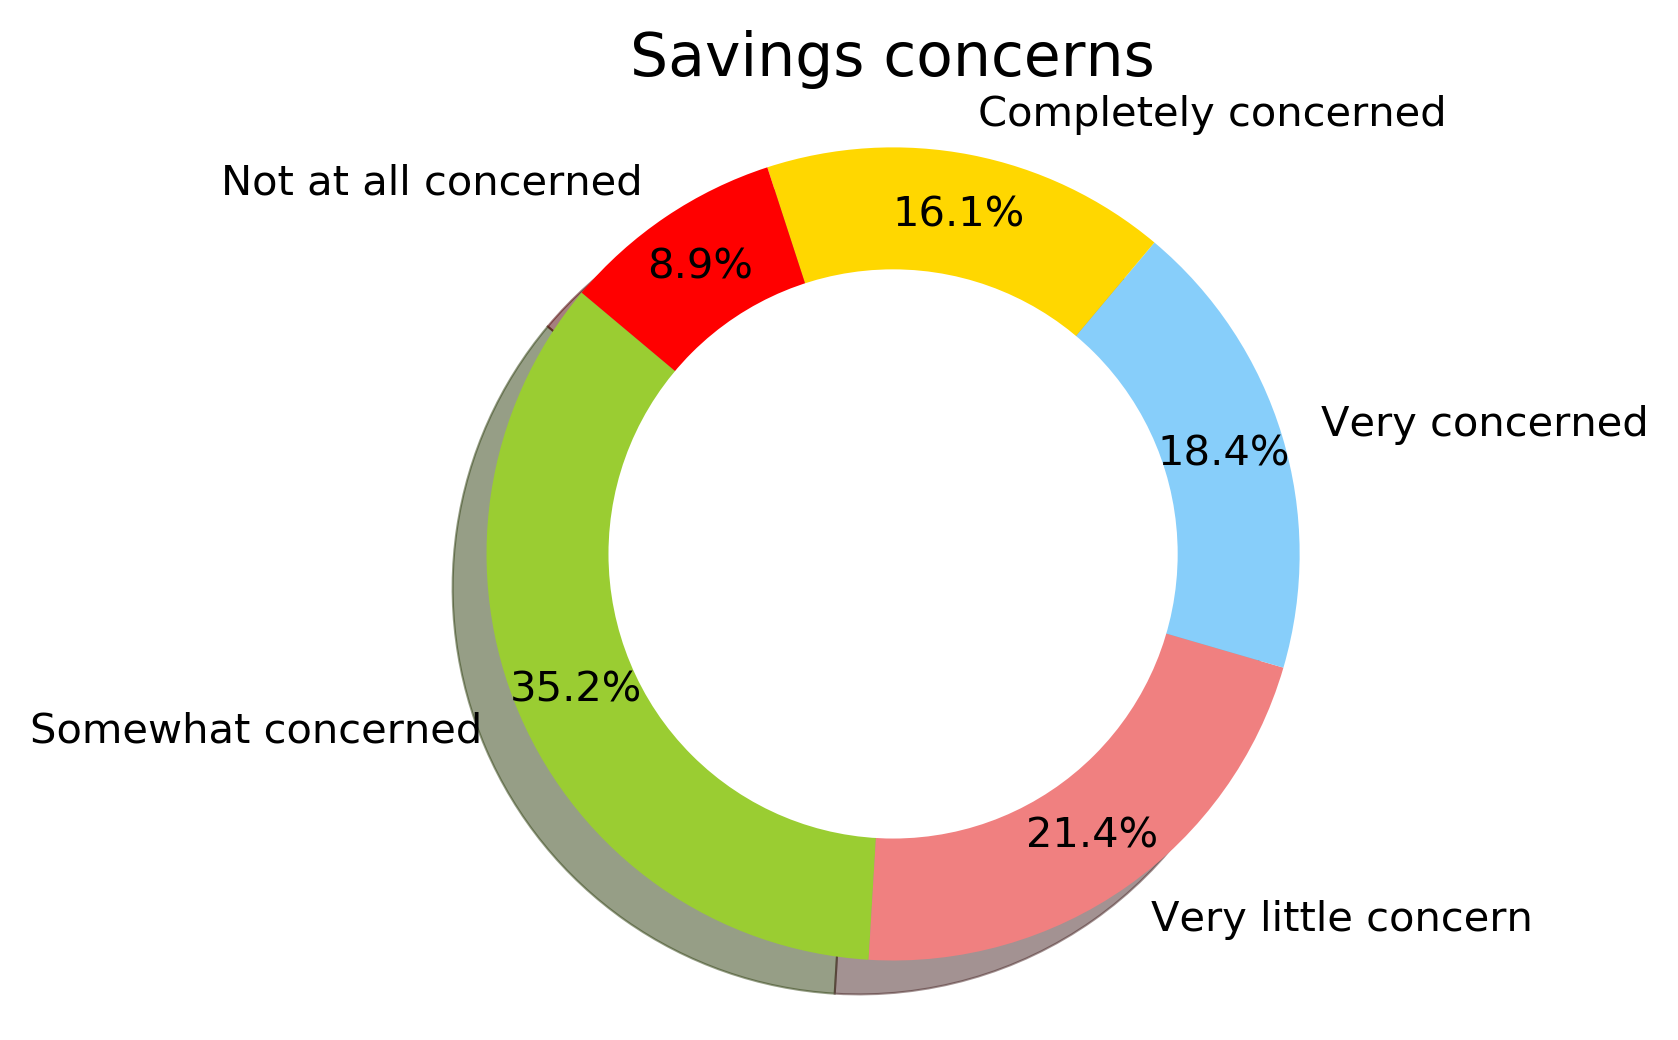 Savings concerns
Completely concerned
16.1%
Not at all concerned
8.9%
Very concerned
18.4%
Somewhat concerned
35.2%
Very little concern
21.4%